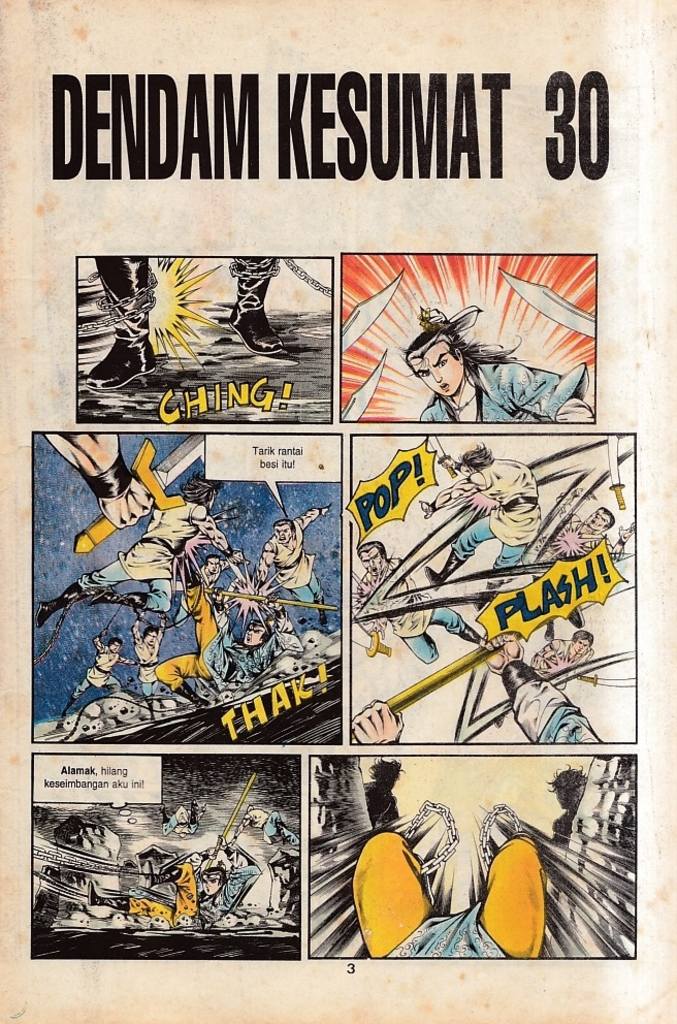 DENDAM KESUMAT 30
CHING!
Tarik rantai
besi itu!
THAK!
POP!
PLASH!
Alamak, hilang
keseimbangan aku ini!
3